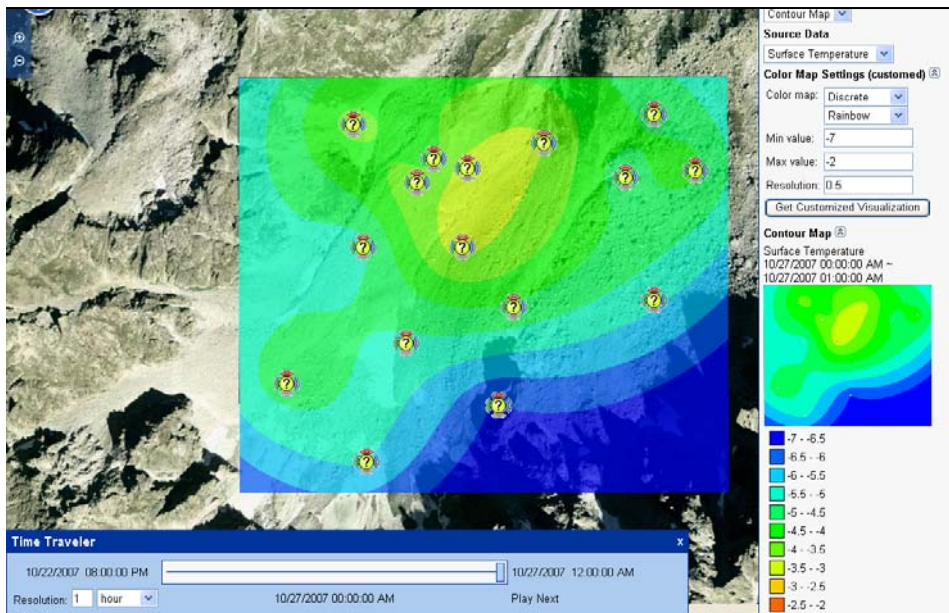 Contour Map
Source Data
Surface Temperature
Color Map Settings (customed)
Color map: Discrete
Rainbow
Min value: -7
Max value: -2
Resolution: 0.5
Get Customized Visualization
Contour Map
Surface Temperature
10/27/2007 00:00:00 AM ~
10/27/2007 01:00:00 AM
-7 - -6.5
-6.5 - -6
-6 - -5.5
-5.5 - -5
-5 - -4.5
-4.5 - -4
-4 - -3.5
-3.5 - -3
-3 - -2.5
-2.5 - -2
? ? ? ? ? ? ? ? ? ? ? ? ? ? ?
Time Traveler x
10/22/2007 08:00:00 PM 10/27/2007 12:00:00 AM
Resolution: 1 hour 10/27/2007 00:00:00 AM Play Next